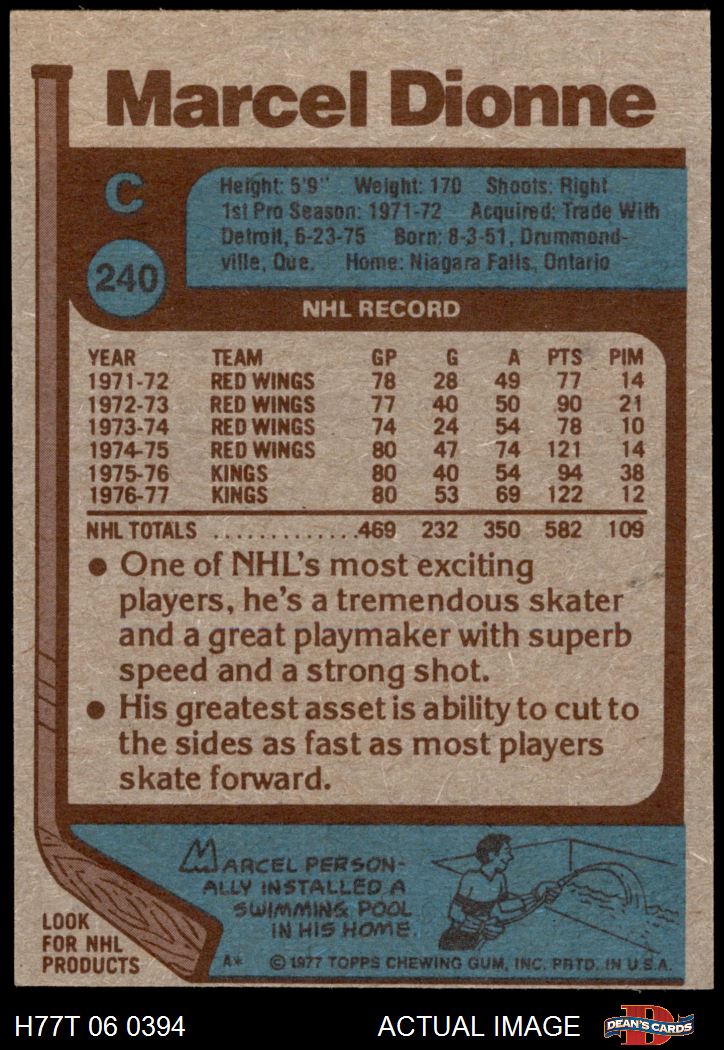 Marcel Dionne
C
240
Height: 5'9" Weight: 170 Shoots: Right
1st Pro Season: 1971-72 Acquired: Trade With
Detroit, 6-23-75 Born: 8-3-51, Drummond-
ville, Que. Home: Niagara Falls, Ontario
NHL RECORD
YEAR TEAM GP G A PTS PIM
1971-72 RED WINGS 78 28 49 77 14
1972-73 RED WINGS 77 40 50 90 21
1973-74 RED WINGS 74 24 54 78 10
1974-75 RED WINGS 80 47 74 121 14
1975-76 KINGS 80 40 54 94 38
1976-77 KINGS 80 53 69 122 12
NHL TOTALS ..............469 232 350 582 109
● One of NHL's most exciting
players, he's a tremendous skater
and a great playmaker with superb
speed and a strong shot.
● His greatest asset is ability to cut to
the sides as fast as most players
skate forward.
MARCEL PERSON-
ALLY INSTALLED A
SWIMMING POOL
IN HIS HOME.
LOOK
FOR NHL
PRODUCTS
A* © 1977 TOPPS CHEWING GUM, INC. PRTD. IN U.S.A.
H77T 06 0394 ACTUAL IMAGE D DEAN'S CARDS